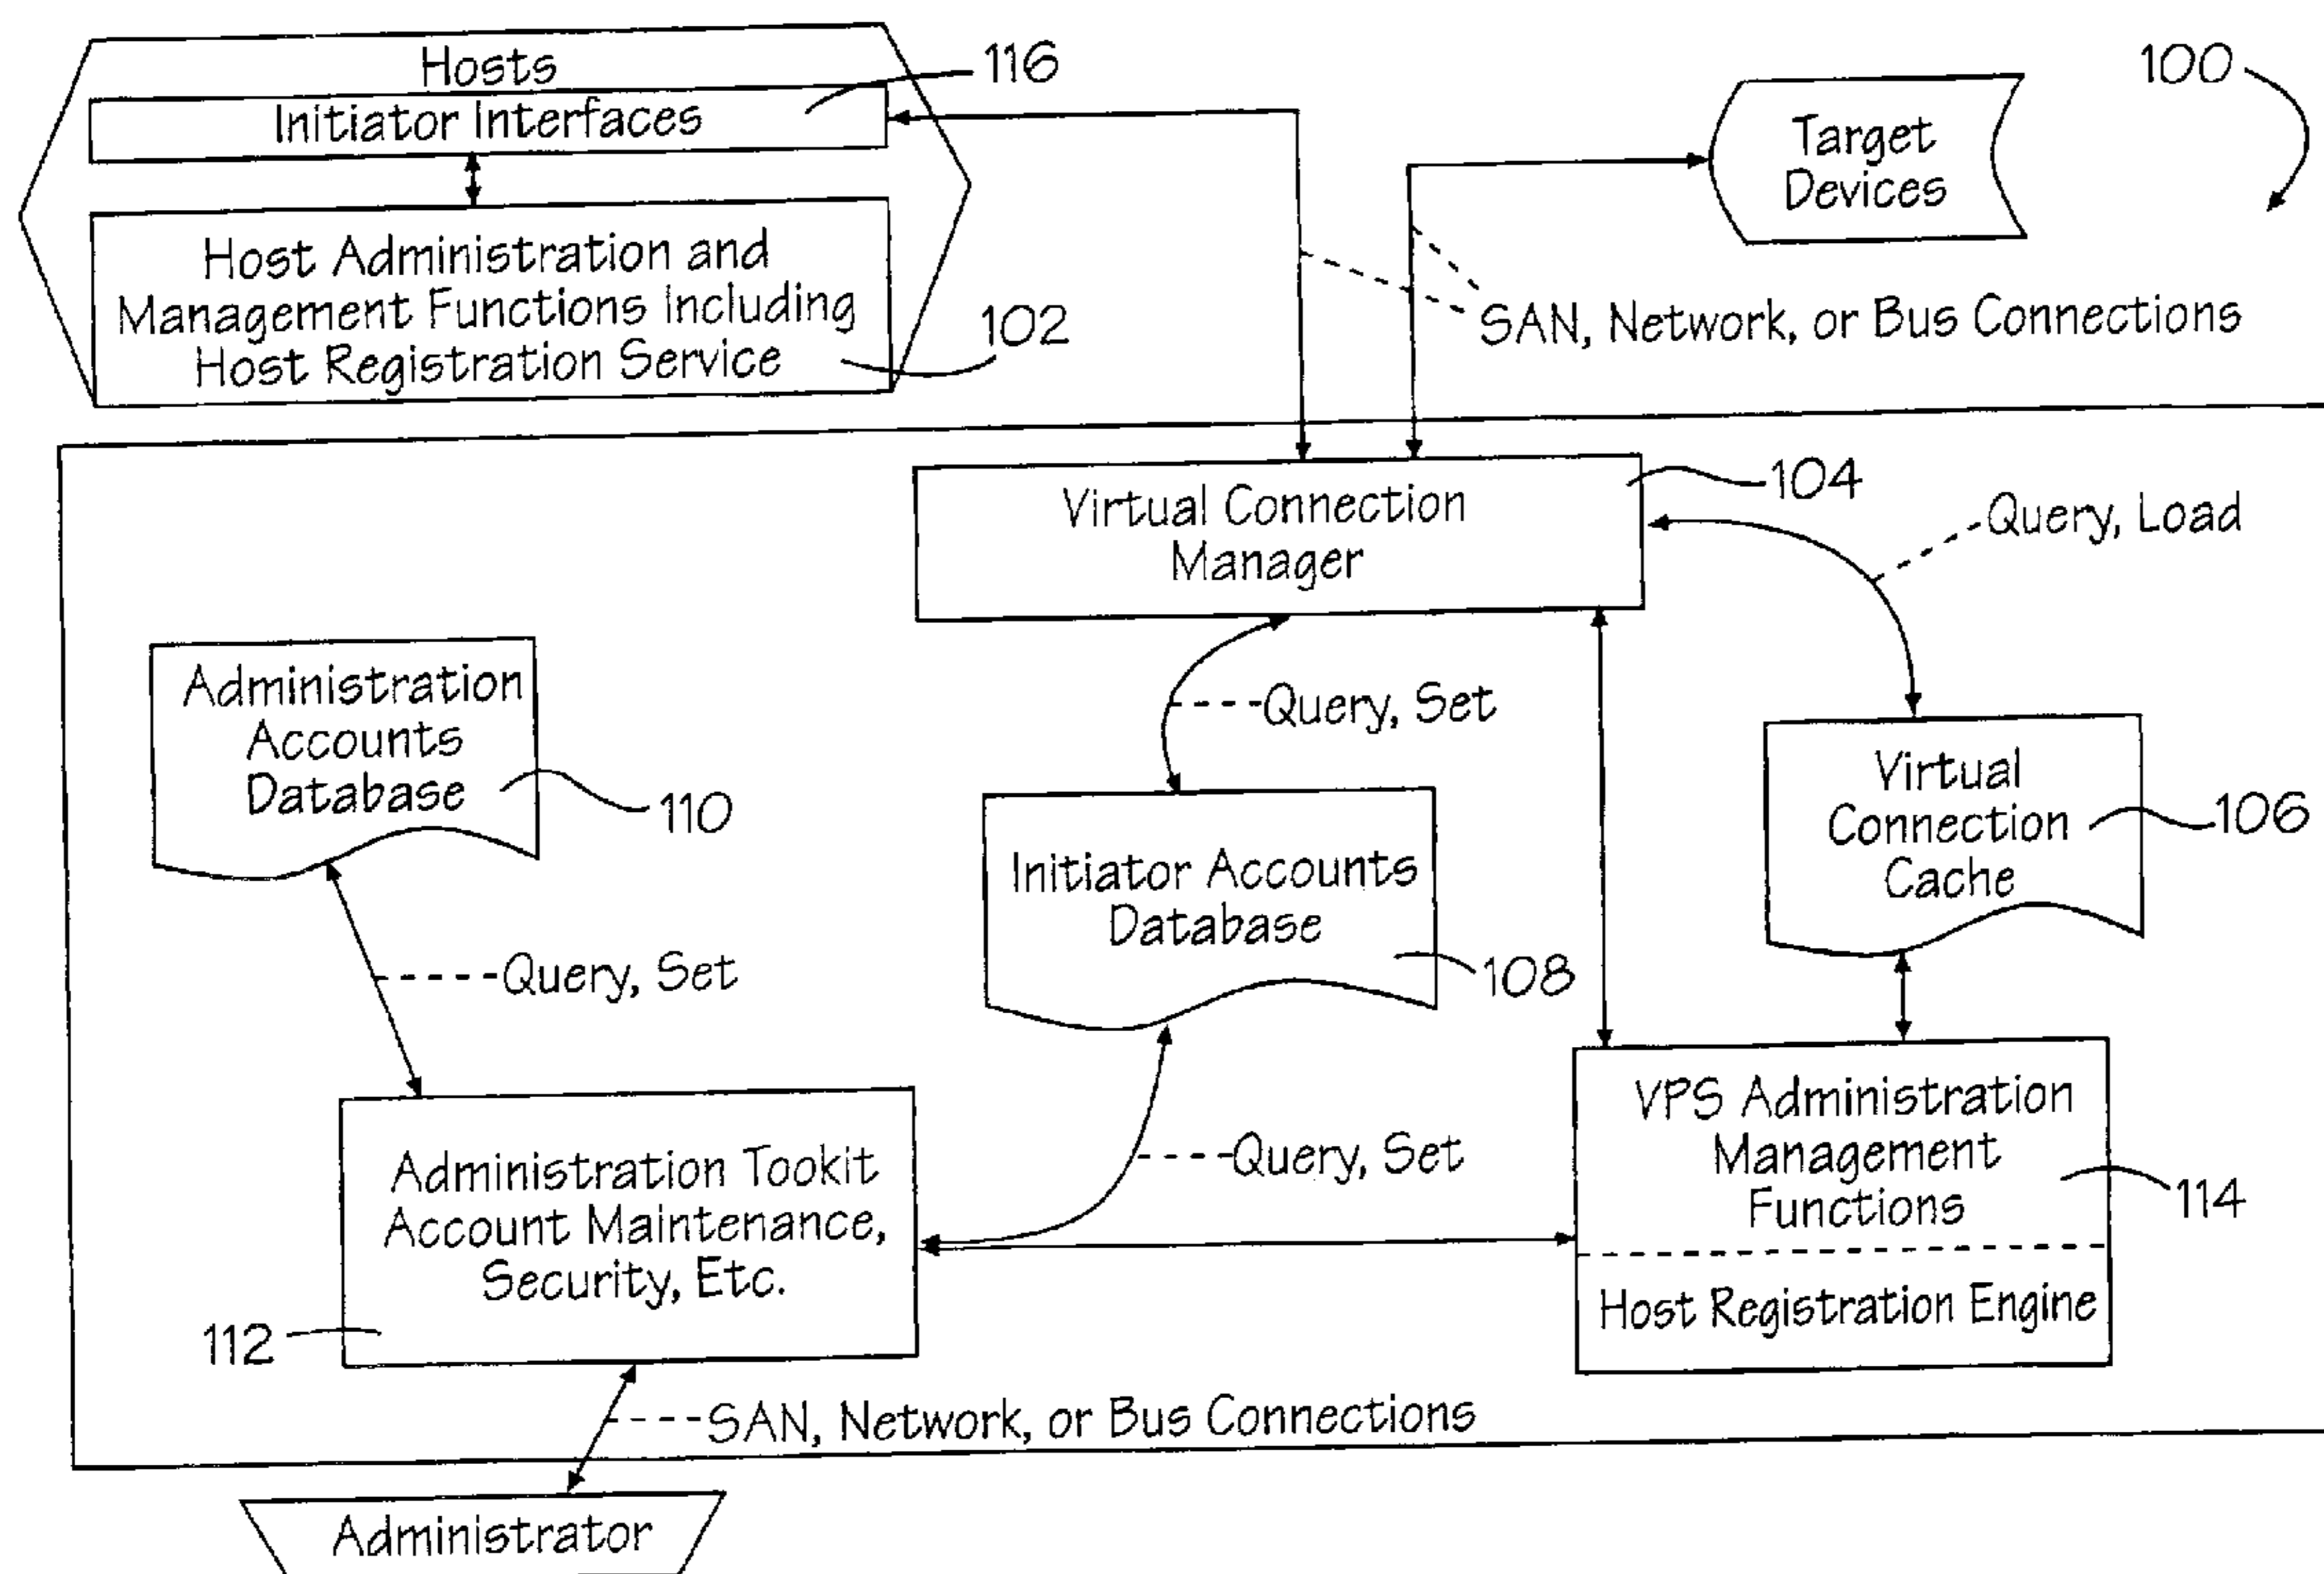 Hosts
116
100
Initiator Interfaces
Target
Devices
Host Administration and
Management Functions Including
Host Registration Service
102
SAN, Network, or Bus Connections
Virtual Connection
Manager
104
Query, Load
Administration
Accounts
Database
110
Query, Set
Virtual
Connection
Cache
106
Initiator Accounts
Database
108
Query, Set
VPS Administration
Management
Functions
114
Administration Tookit
Account Maintenance,
Security, Etc.
112
Query, Set
Host Registration Engine
SAN, Network, or Bus Connections
Administrator